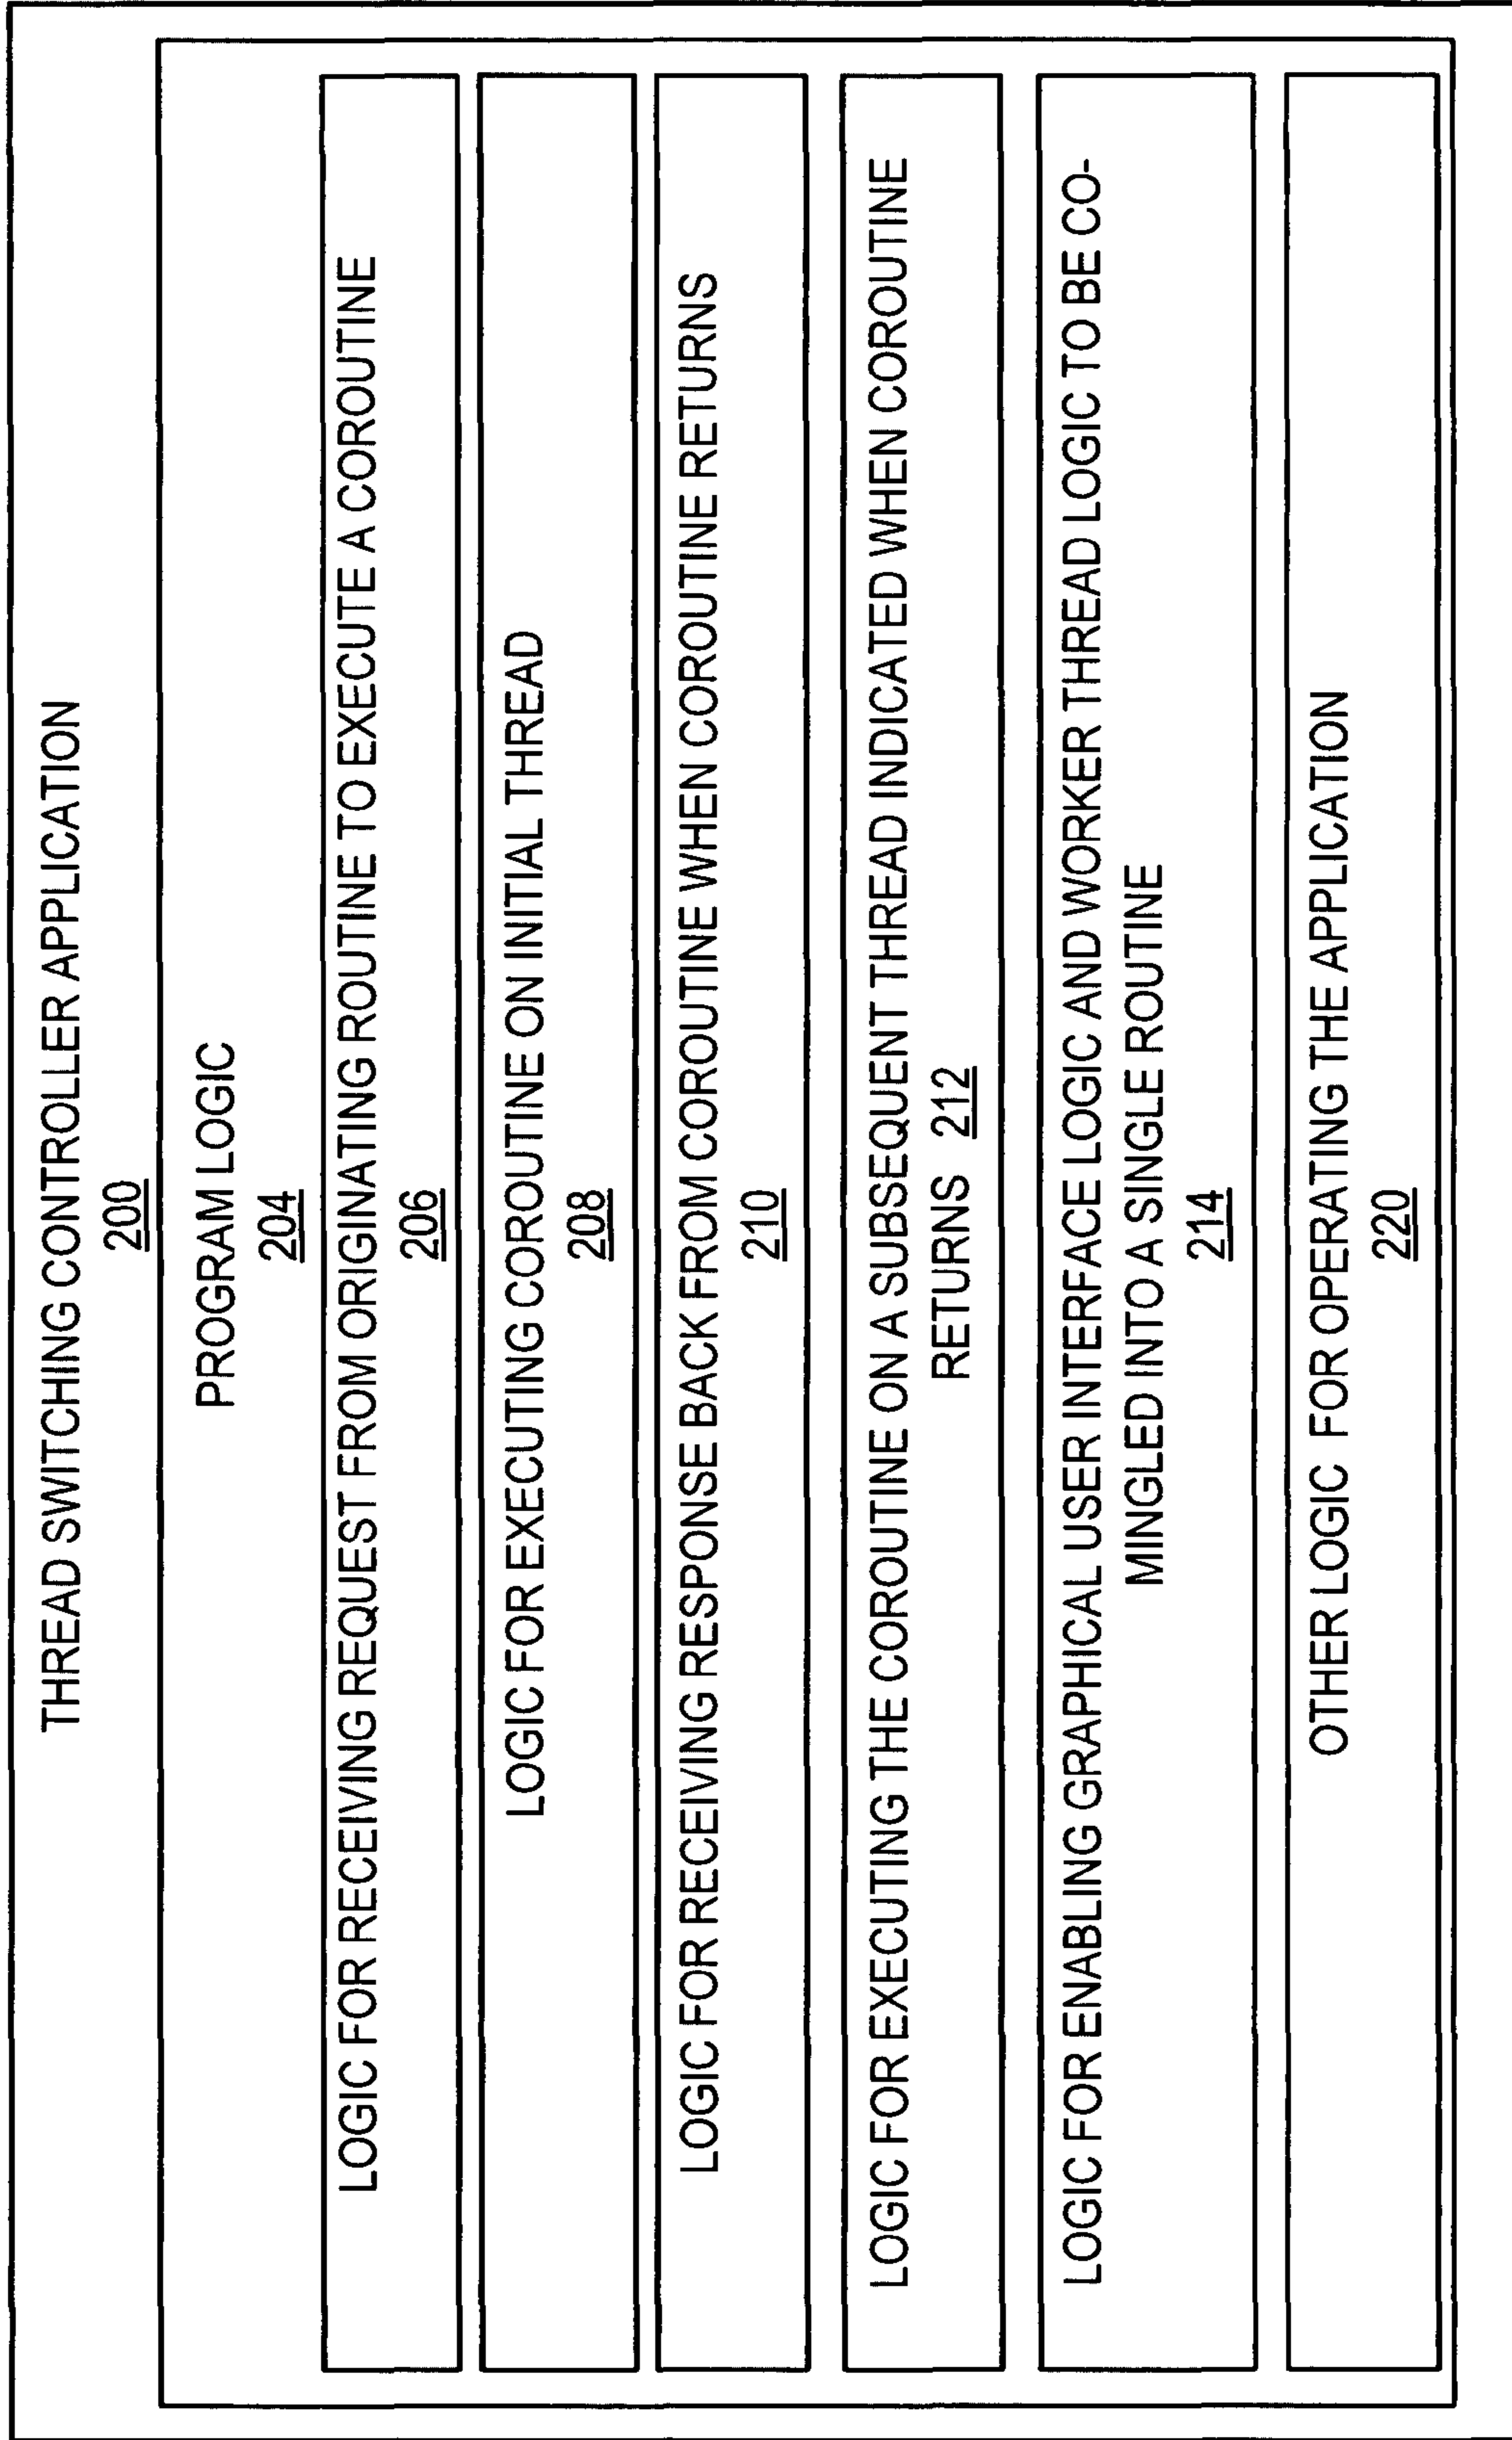 THREAD SWITCHING CONTROLLER APPLICATION
200
PROGRAM LOGIC
204
LOGIC FOR RECEIVING REQUEST FROM ORIGINATING ROUTINE TO EXECUTE A COROUTINE
206
LOGIC FOR EXECUTING COROUTINE ON INITIAL THREAD
208
LOGIC FOR RECEIVING RESPONSE BACK FROM COROUTINE WHEN COROUTINE RETURNS
210
LOGIC FOR EXECUTING THE COROUTINE ON A SUBSEQUENT THREAD INDICATED WHEN COROUTINE
RETURNS 212
LOGIC FOR ENABLING GRAPHICAL USER INTERFACE LOGIC AND WORKER THREAD LOGIC TO BE CO-
MINGLED INTO A SINGLE ROUTINE
214
OTHER LOGIC FOR OPERATING THE APPLICATION
220